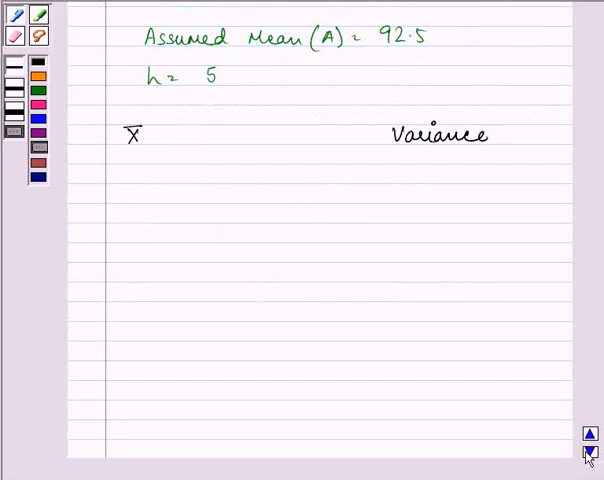 Assumed Mean (A) = 92.5
h = 5
X̅ Variance